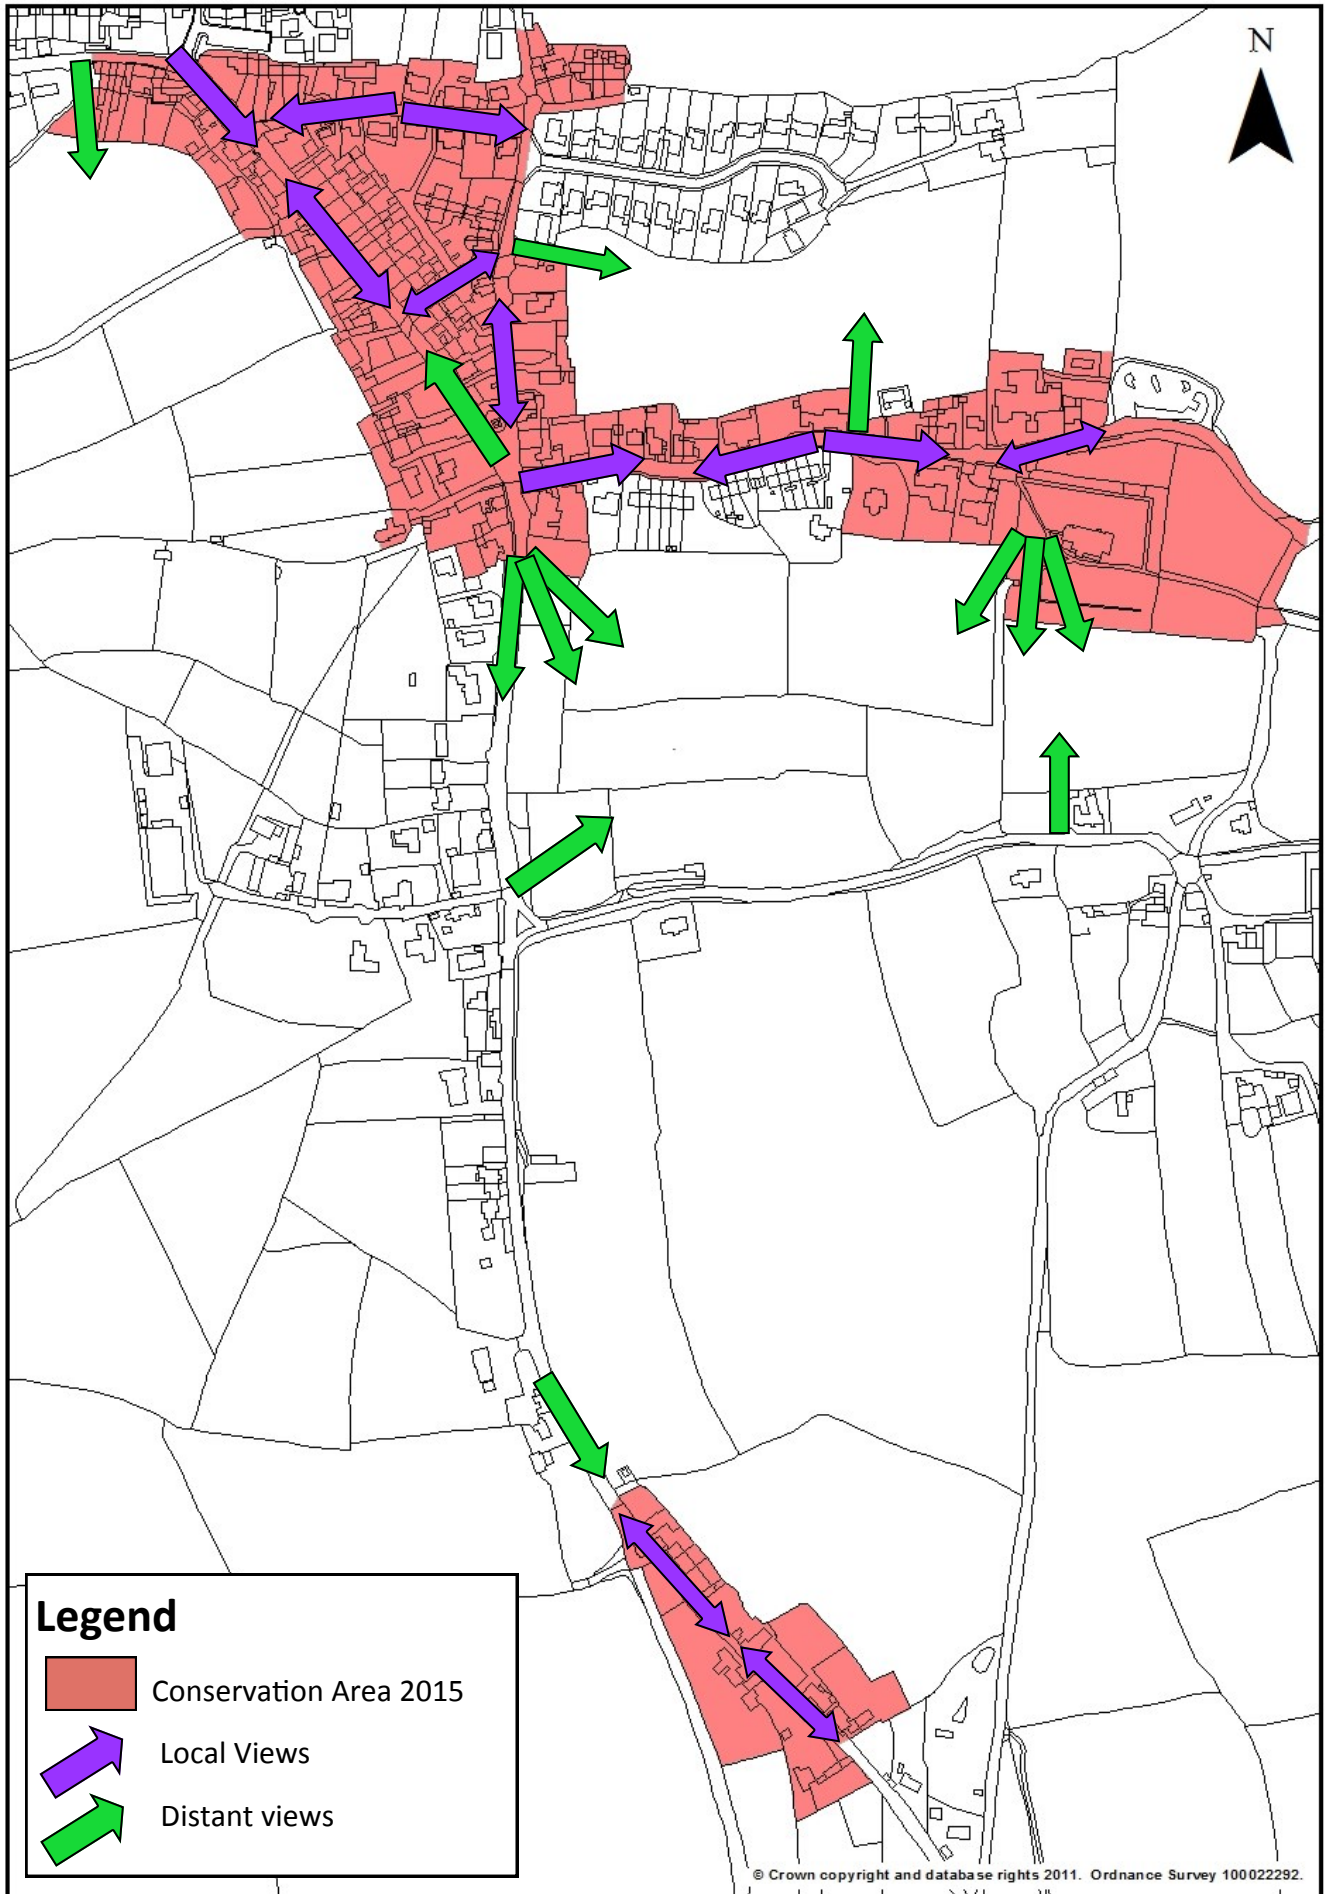 N
Legend
Conservation Area 2015
Local Views
Distant views
© Crown copyright and database rights 2011. Ordnance Survey 100022292.